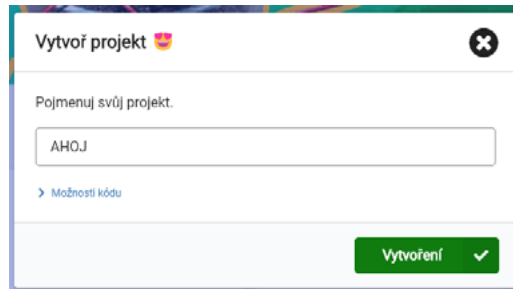 Vytvoř projekt 😍
Pojmenuj svůj projekt.
AHOJ
Možnosti kódu
Vytvoření